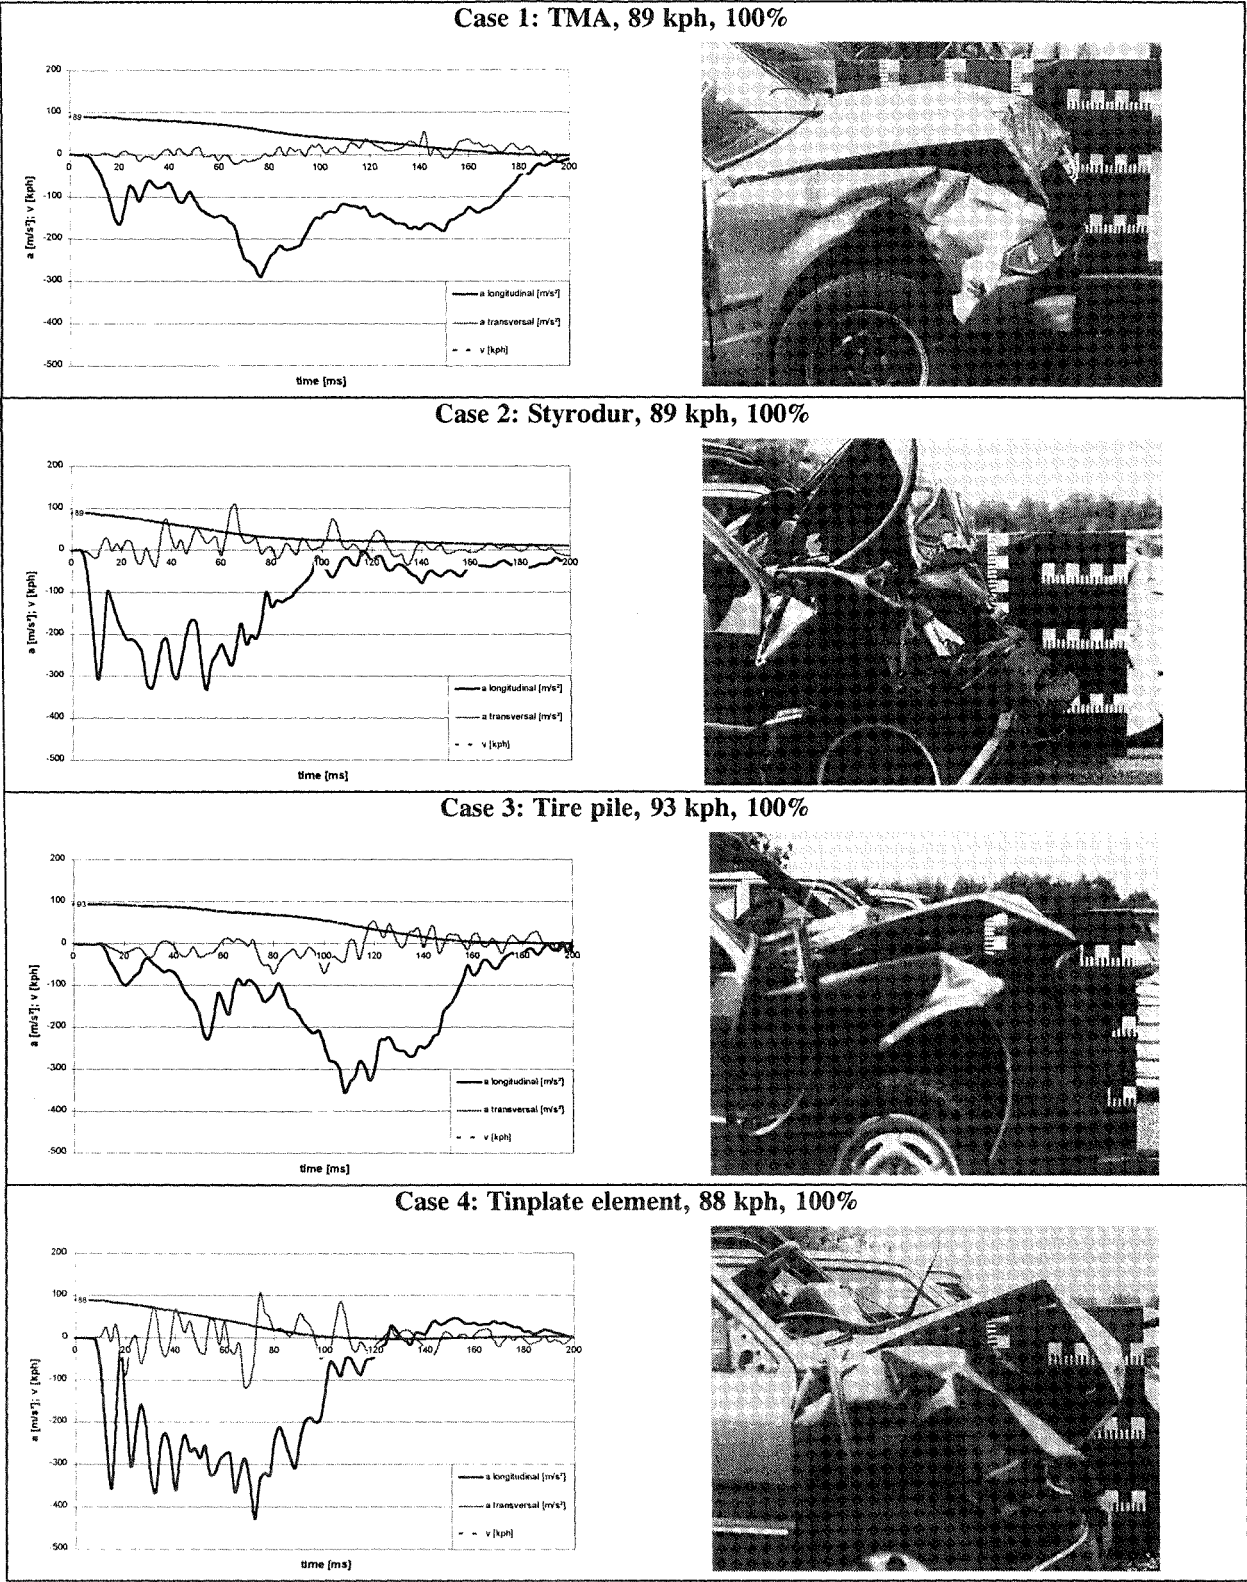 Case 1: TMA, 89 kph, 100%
200
100
89
0
0 20 40 60 80 100 120 140 160 180 200
-100
-200
-300
-400
-500
a [m/s²]; v [kph]
a longitudinal [m/s²]
a transversal [m/s²]
v [kph]
time [ms]
Case 2: Styrodur, 89 kph, 100%
200
100
89
0
0 20 40 60 80 100 120 140 160 180 200
-100
-200
-300
-400
-500
a [m/s²]; v [kph]
a longitudinal [m/s²]
a transversal [m/s²]
v [kph]
time [ms]
Case 3: Tire pile, 93 kph, 100%
200
100
93
0
0 20 40 60 80 100 120 140 160 180 200
-100
-200
-300
-400
-500
a [m/s²]; v [kph]
a longitudinal [m/s²]
a transversal [m/s²]
v [kph]
time [ms]
Case 4: Tinplate element, 88 kph, 100%
200
100
88
0
0 20 40 60 80 100 120 140 160 180 200
-100
-200
-300
-400
500
a [m/s²]; v [kph]
a longitudinal [m/s²]
a transversal [m/s²]
v [kph]
time [ms]